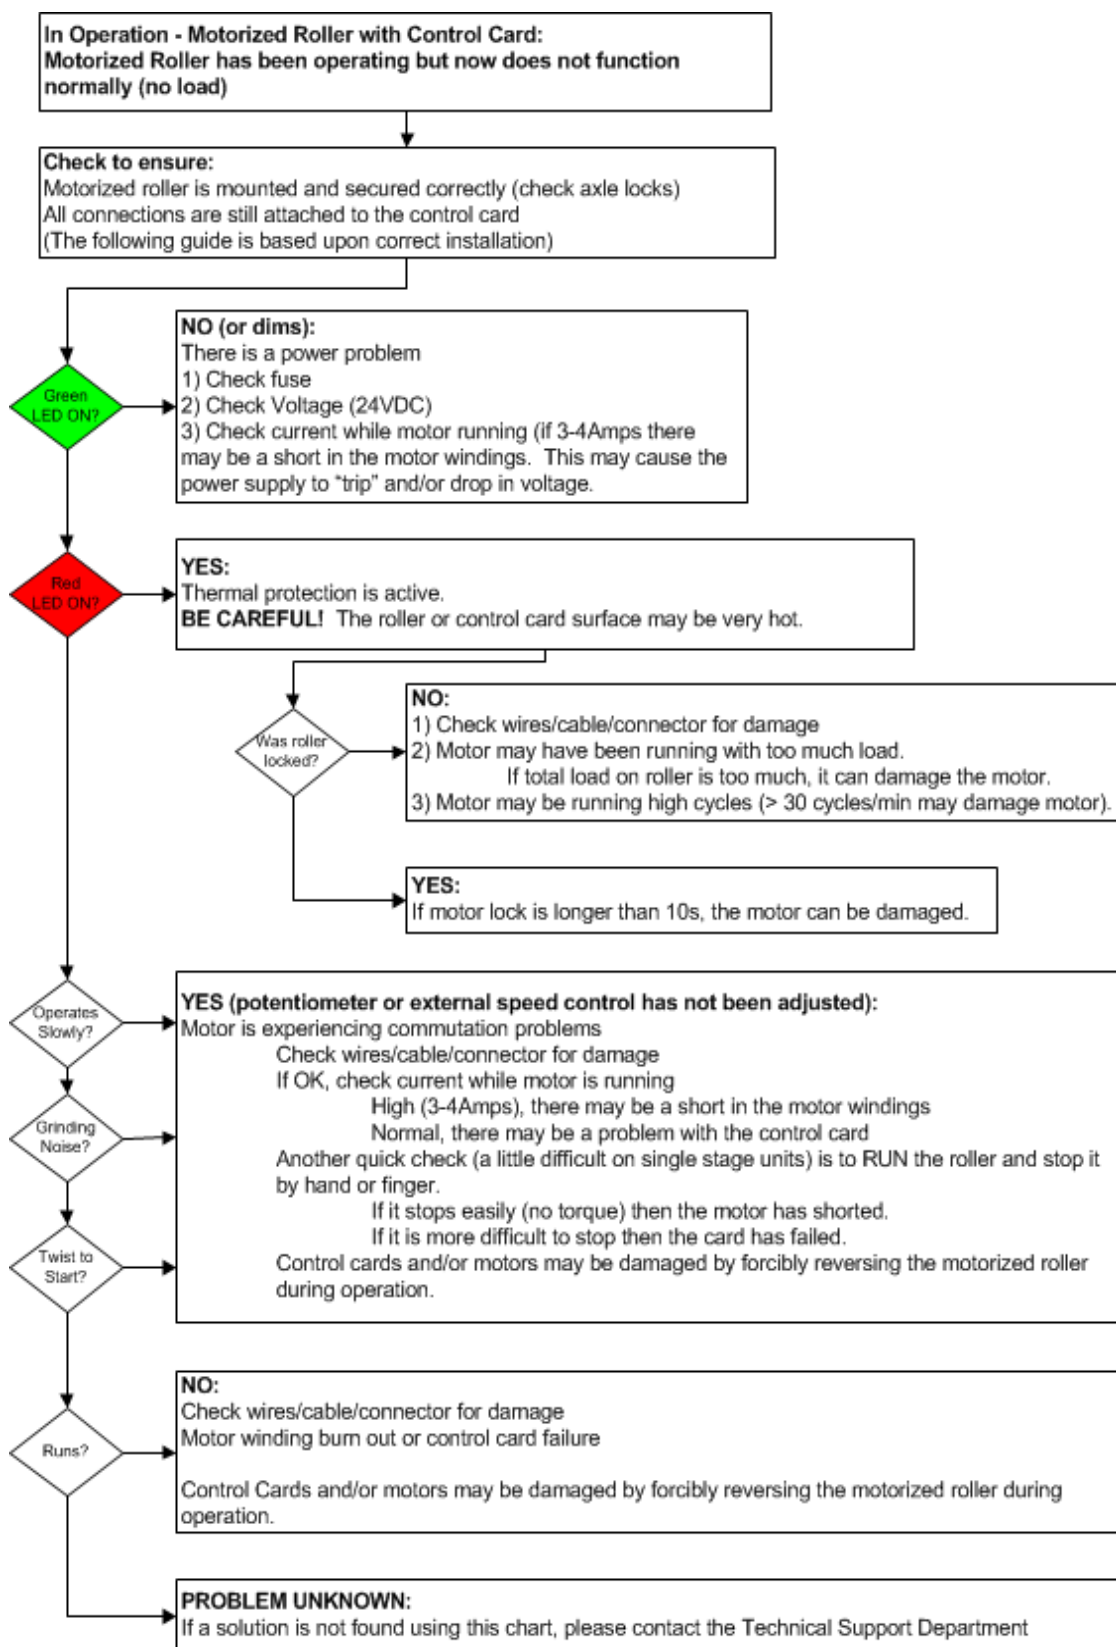 In Operation - Motorized Roller with Control Card:
Motorized Roller has been operating but now does not function
normally (no load)
Check to ensure:
Motorized roller is mounted and secured correctly (check axle locks)
All connections are still attached to the control card
(The following guide is based upon correct installation)
Green
LED ON?
NO (or dims):
There is a power problem
1) Check fuse
2) Check Voltage (24VDC)
3) Check current while motor running (if 3-4Amps there
may be a short in the motor windings.  This may cause the
power supply to “trip” and/or drop in voltage.
Red
LED ON?
YES:
Thermal protection is active.
BE CAREFUL!  The roller or control card surface may be very hot.
Was roller
locked?
NO:
1) Check wires/cable/connector for damage
2) Motor may have been running with too much load.
If total load on roller is too much, it can damage the motor.
3) Motor may be running high cycles (> 30 cycles/min may damage motor).
YES:
If motor lock is longer than 10s, the motor can be damaged.
Operates
Slowly?
Grinding
Noise?
Twist to
Start?
YES (potentiometer or external speed control has not been adjusted):
Motor is experiencing commutation problems
Check wires/cable/connector for damage
If OK, check current while motor is running
High (3-4Amps), there may be a short in the motor windings
Normal, there may be a problem with the control card
Another quick check (a little difficult on single stage units) is to RUN the roller and stop it
by hand or finger.
If it stops easily (no torque) then the motor has shorted.
If it is more difficult to stop then the card has failed.
Control cards and/or motors may be damaged by forcibly reversing the motorized roller
during operation.
Runs?
NO:
Check wires/cable/connector for damage
Motor winding burn out or control card failure
Control Cards and/or motors may be damaged by forcibly reversing the motorized roller during
operation.
PROBLEM UNKNOWN:
If a solution is not found using this chart, please contact the Technical Support Department